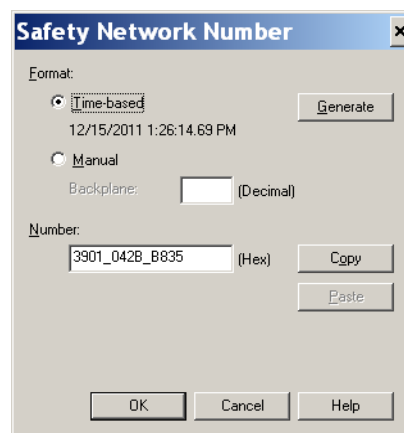 Safety Network Number
Format:
Time-based
Generate
12/15/2011 1:26:14.69 PM
Manual
Backplane:
(Decimal)
Number:
3901_042B_B835
(Hex)
Copy
Paste
OK
Cancel
Help